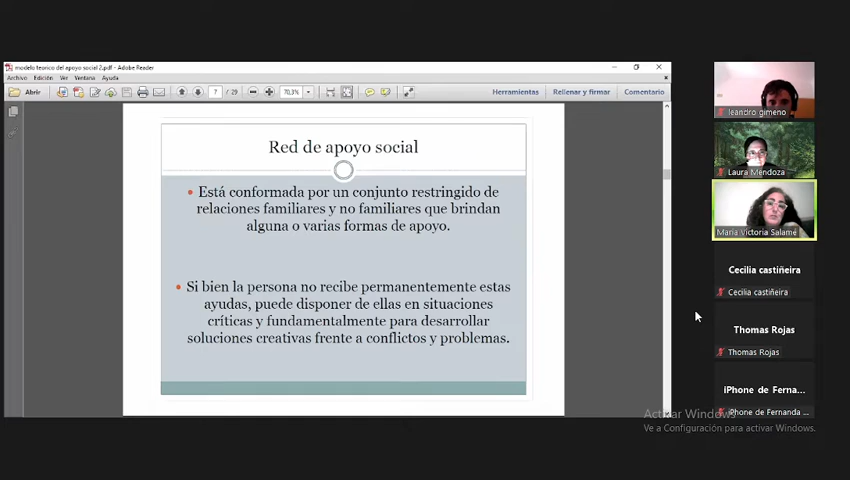 modelo teorico del apoyo social 2.pdf - Adobe Reader
Archivo Edición Ver Ventana Ayuda
Abrir 7 / 29 70,3% Herramientas Rellenar y firmar Comentario
Red de apoyo social
• Está conformada por un conjunto restringido de
relaciones familiares y no familiares que brindan
alguna o varias formas de apoyo.
• Si bien la persona no recibe permanentemente estas
ayudas, puede disponer de ellas en situaciones
críticas y fundamentalmente para desarrollar
soluciones creativas frente a conflictos y problemas.
leandro gimeno
Laura Mendoza
María Victoria Salamé
Cecilia castiñeira
Cecilia castiñeira
Thomas Rojas
Thomas Rojas
iPhone de Ferna...
iPhone de Fernanda ...
Activar Windows
Ve a Configuración para activar Windows.